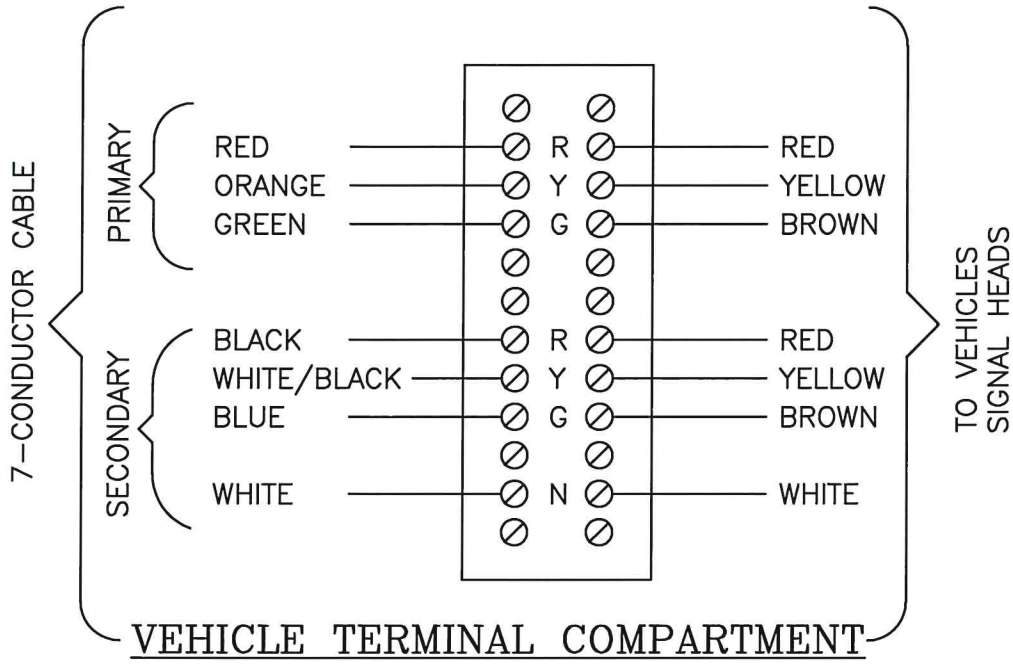 7-CONDUCTOR CABLE
PRIMARY
RED R RED
ORANGE Y YELLOW
GREEN G BROWN
SECONDARY
BLACK R RED
WHITE/BLACK Y YELLOW
BLUE G BROWN
WHITE N WHITE
TO VEHICLES
SIGNAL HEADS
VEHICLE TERMINAL COMPARTMENT